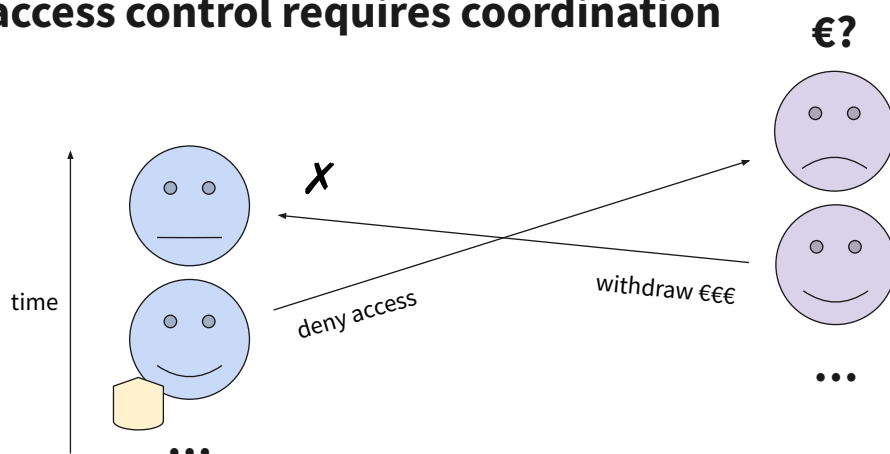 access control requires coordination
€?
✗
time
deny access
withdraw €€€
...
...